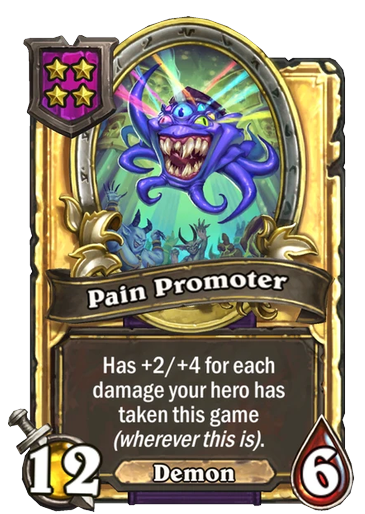 Pain Promoter
Has +2/+4 for each
damage your hero has
taken this game
(wherever this is).
12
Demon
6